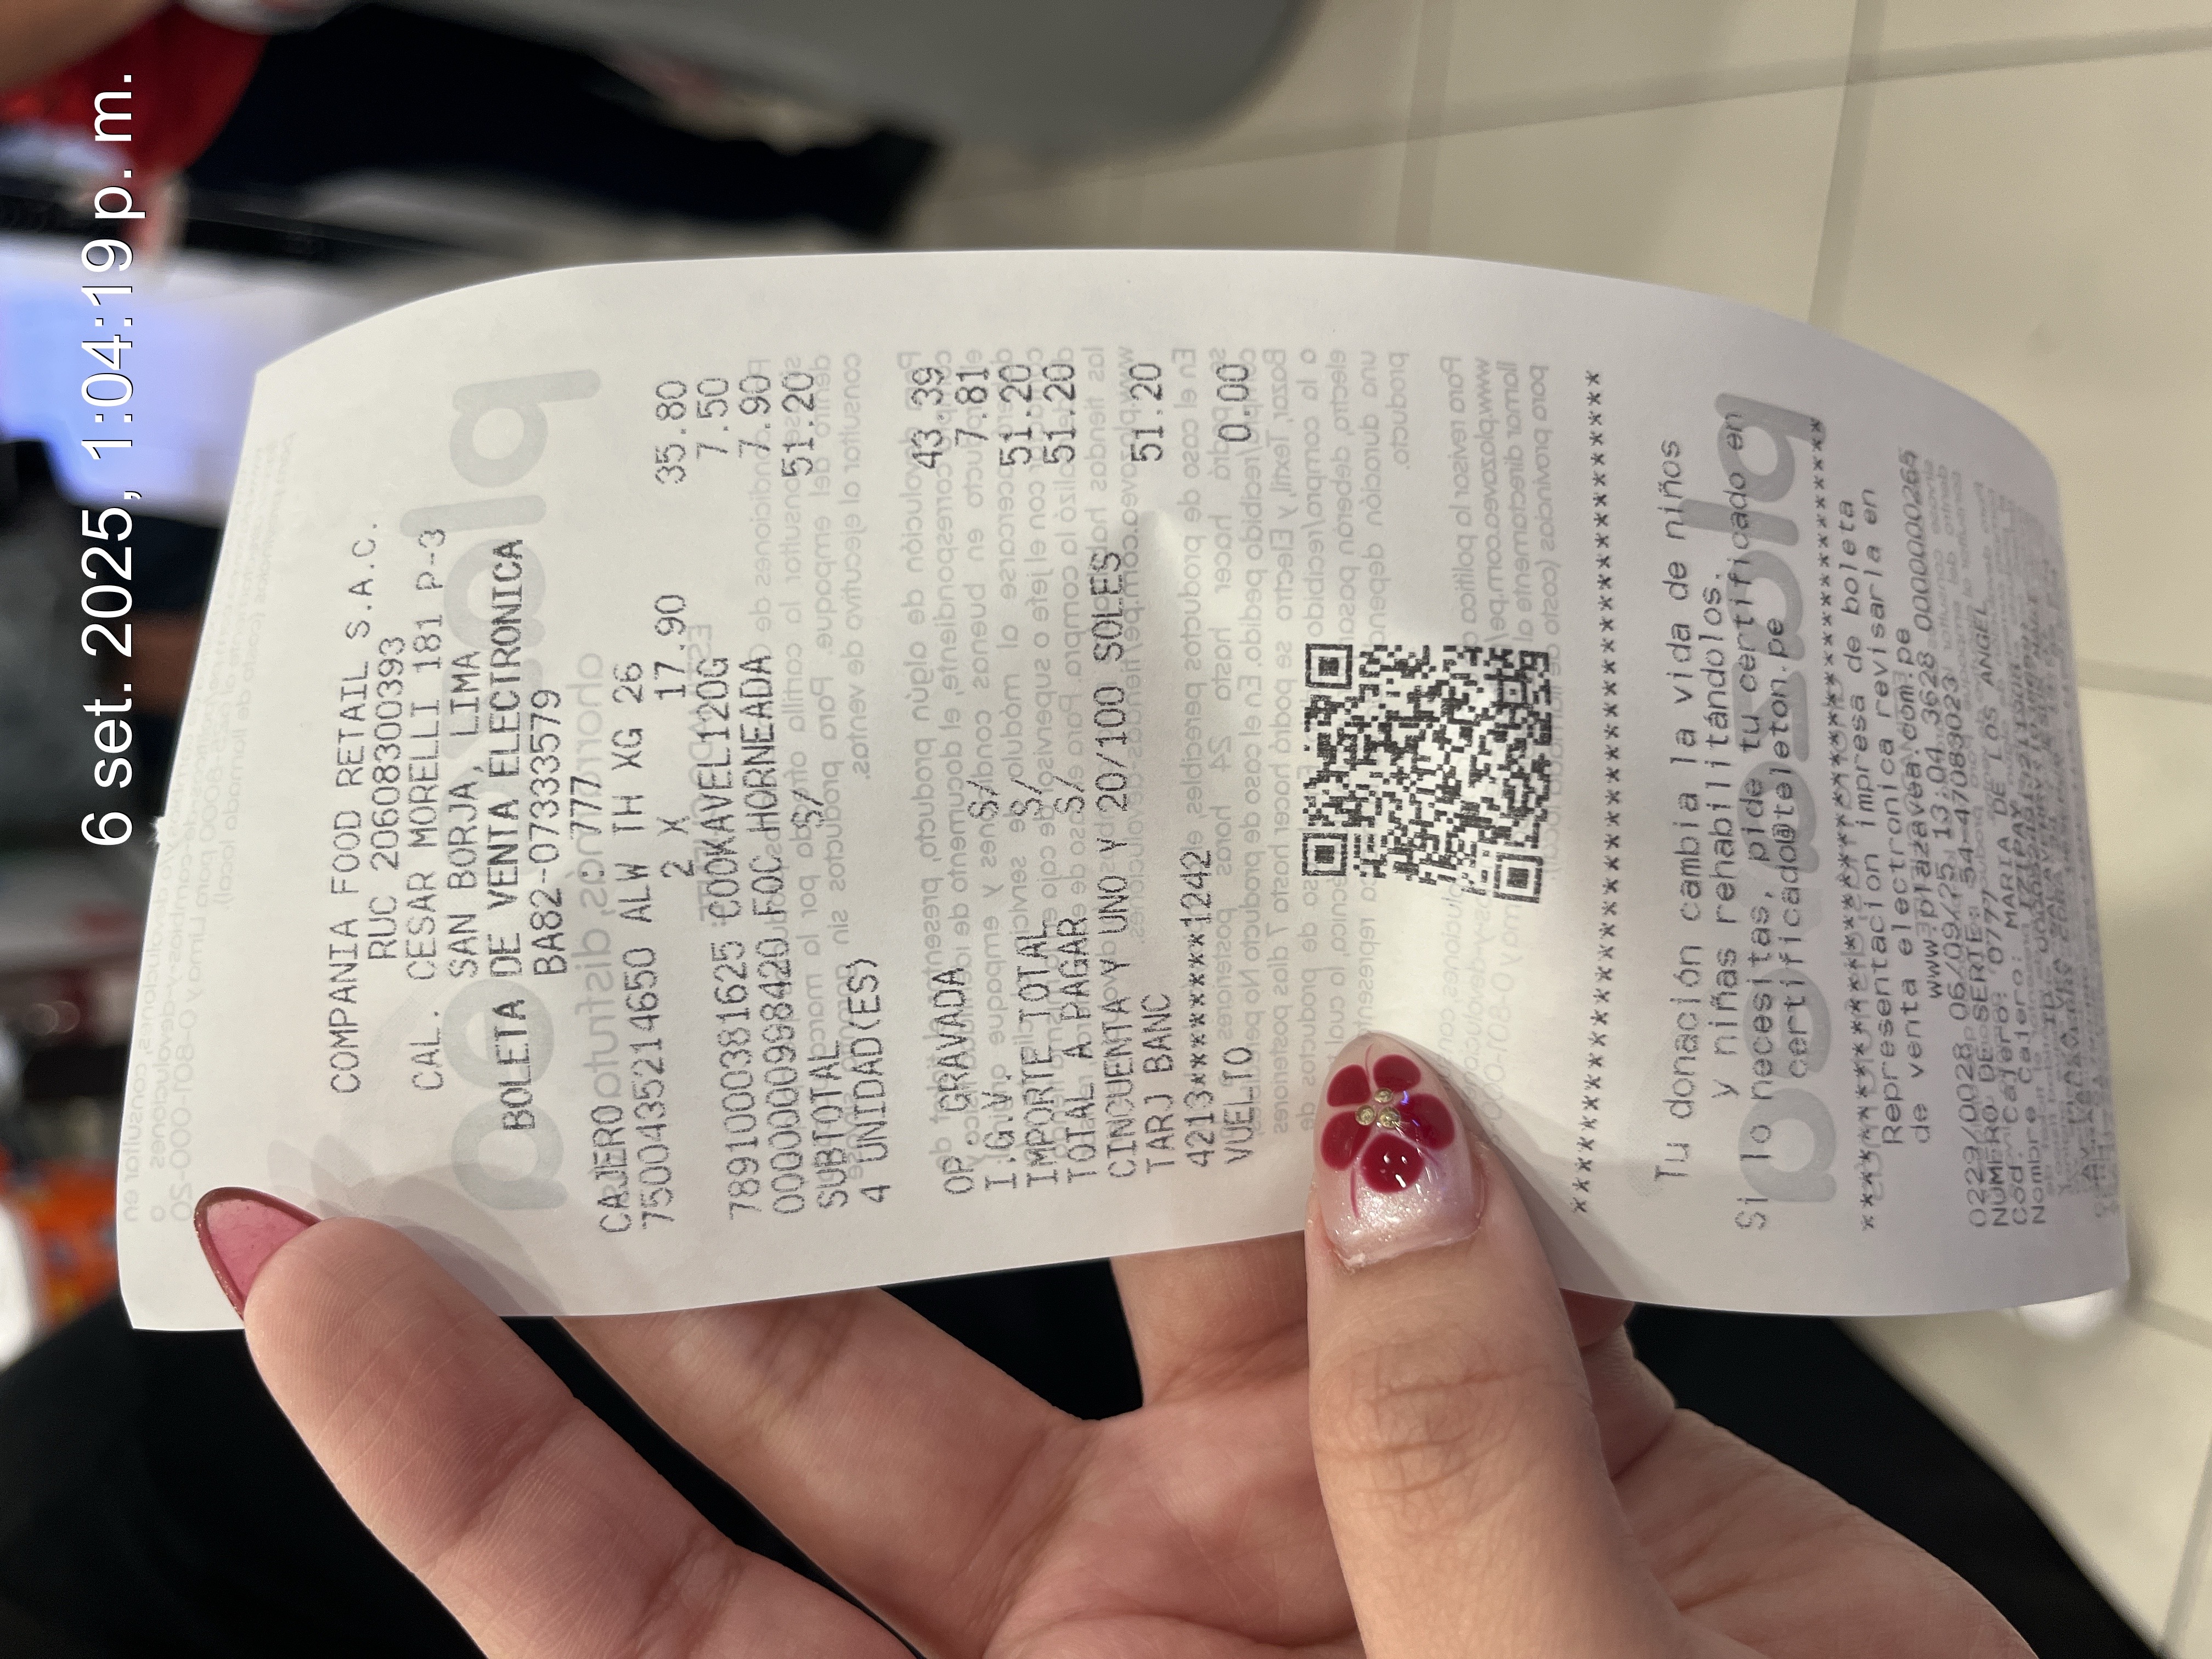 6 set. 2025, 1:04:19 p. m.
COMPANIA FOOD RETAIL S.A.C.
RUC 20608300393
CAL. CESAR MORELLI 181 P-3
SAN BORJA, LIMA
BOLETA DE VENTA ELECTRONICA
BA82-07333579
CAJERO : 777
7500435214650 ALW TH XG 26
2 X 17.90 35.80
7891000381625 COOKAVEL120G 7.50
0000000998420 FOC HORNEADA 7.90
SUBTOTAL S/ 51.20
4 UNIDAD(ES)
OP. GRAVADA 43.39
I.G.V. S/ 7.81
IMPORTE TOTAL S/ 51.20
TOTAL A PAGAR S/ 51.20
CINCUENTA Y UNO Y 20/100 SOLES
TARJ BANC 51.20
4213********1242
VUELTO 0.00
****************************************
Tu donación cambia la vida de niños
y niñas rehabilitándolos.
Si lo necesitas, pide tu certificado en
certificado@teleton.pe
****************************************
Representacion impresa de boleta
de venta electronica revisarla en
www.plazavea.com.pe
0229/0028 06/09/25 13:04 3628 0000000265
NUMERO DE SERIE: 54-47083023
Cod. Cajero: 0777
Nombre Cajero: MARIA DE LOS ANGEL
IZIPAY